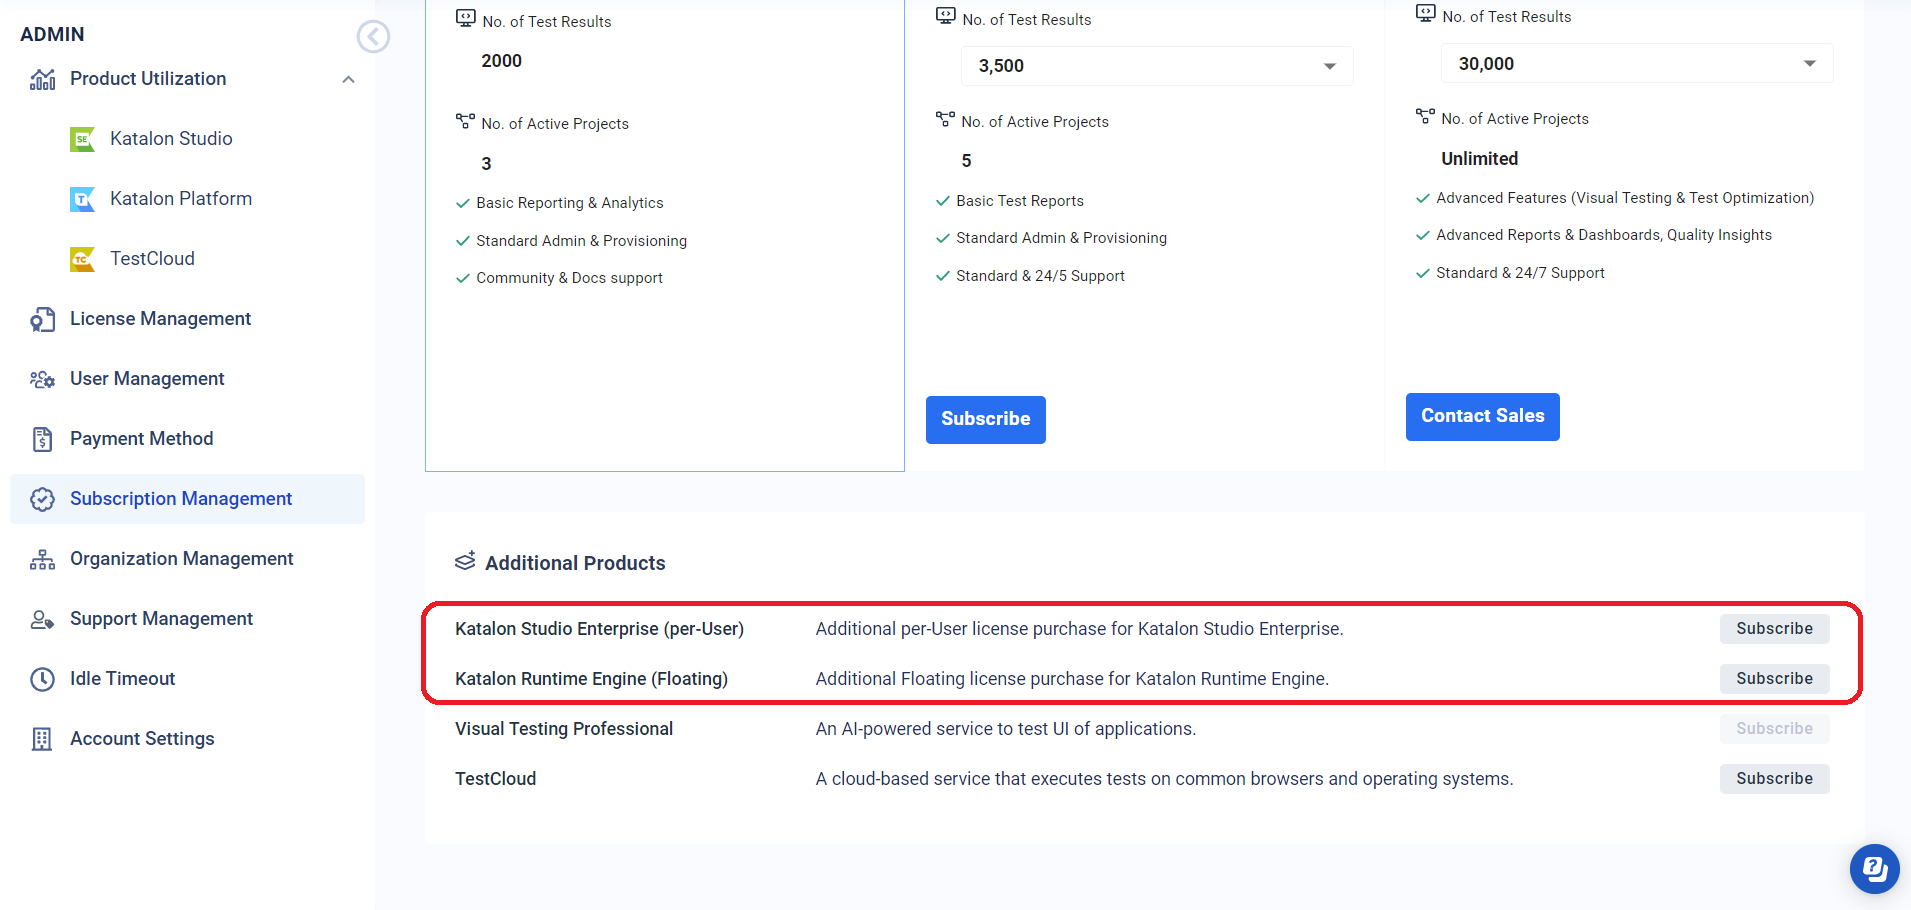 ADMIN
Product Utilization
SE
Katalon Studio
T
Katalon Platform
TC
TestCloud
License Management
User Management
Payment Method
Subscription Management
Organization Management
Support Management
Idle Timeout
Account Settings
No. of Test Results
2000
No. of Active Projects
3
Basic Reporting & Analytics
Standard Admin & Provisioning
Community & Docs support
No. of Test Results
3,500
No. of Active Projects
5
Basic Test Reports
Standard Admin & Provisioning
Standard & 24/5 Support
Subscribe
No. of Test Results
30,000
No. of Active Projects
Unlimited
Advanced Features (Visual Testing & Test Optimization)
Advanced Reports & Dashboards, Quality Insights
Standard & 24/7 Support
Contact Sales
Additional Products
Katalon Studio Enterprise (per-User) Additional per-User license purchase for Katalon Studio Enterprise. Subscribe
Katalon Runtime Engine (Floating) Additional Floating license purchase for Katalon Runtime Engine. Subscribe
Visual Testing Professional An AI-powered service to test UI of applications. Subscribe
TestCloud A cloud-based service that executes tests on common browsers and operating systems. Subscribe
?